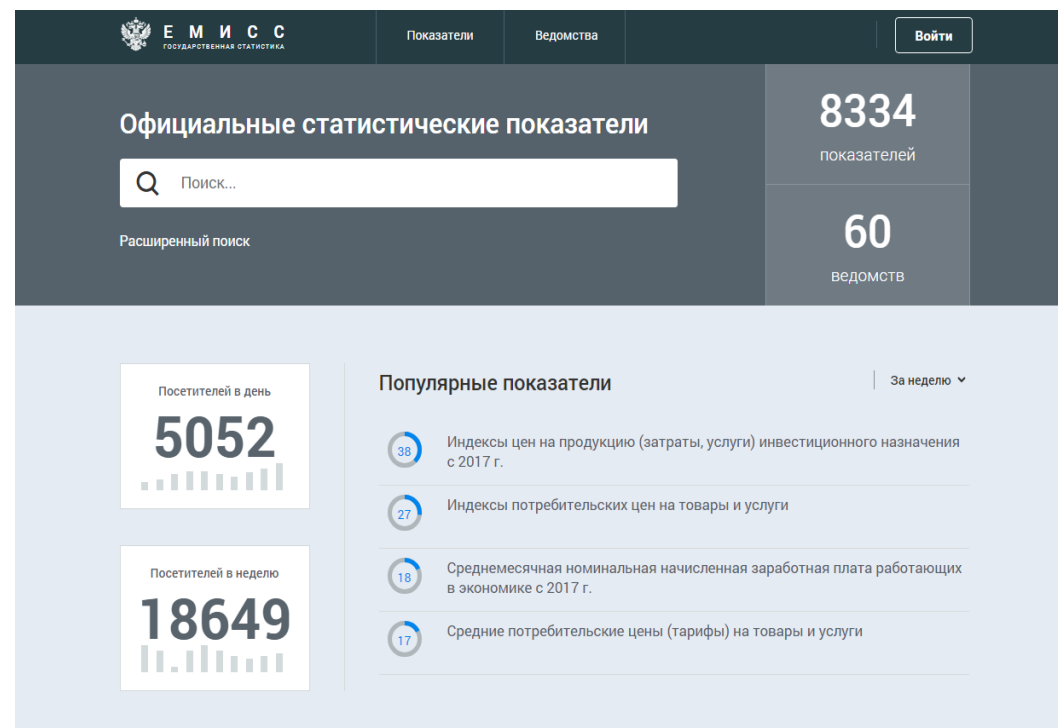 Е М И С С
ГОСУДАРСТВЕННАЯ СТАТИСТИКА
Показатели
Ведомства
Войти
Официальные статистические показатели
Поиск...
Расширенный поиск
8334
показателей
60
ведомств
Посетителей в день
5052
Посетителей в неделю
18649
Популярные показатели
За неделю
38
Индексы цен на продукцию (затраты, услуги) инвестиционного назначения
с 2017 г.
27
Индексы потребительских цен на товары и услуги
18
Среднемесячная номинальная начисленная заработная плата работающих
в экономике с 2017 г.
17
Средние потребительские цены (тарифы) на товары и услуги